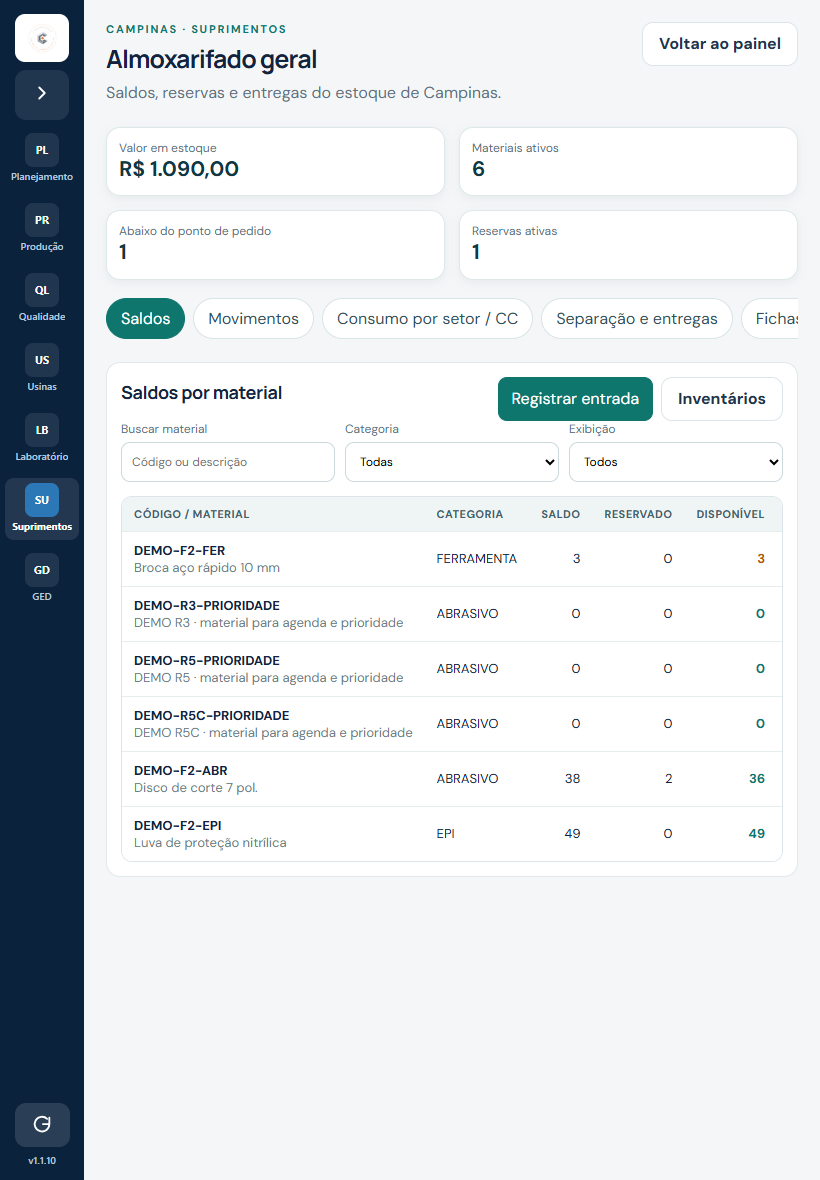 PL
Planejamento
PR
Produção
QL
Qualidade
US
Usinas
LB
Laboratório
SU
Suprimentos
GD
GED
v1.1.10
CAMPINAS · SUPRIMENTOS
Almoxarifado geral
Saldos, reservas e entregas do estoque de Campinas.
Voltar ao painel
Valor em estoque
R$ 1.090,00
Materiais ativos
6
Abaixo do ponto de pedido
1
Reservas ativas
1
Saldos Movimentos Consumo por setor / CC Separação e entregas Fichas
Saldos por material
Registrar entrada Inventários
Buscar material Categoria Exibição
Código ou descrição Todas Todos
CÓDIGO / MATERIAL CATEGORIA SALDO RESERVADO DISPONÍVEL
DEMO-F2-FER
Broca aço rápido 10 mm
FERRAMENTA 3 0 3
DEMO-R3-PRIORIDADE
DEMO R3 · material para agenda e prioridade
ABRASIVO 0 0 0
DEMO-R5-PRIORIDADE
DEMO R5 · material para agenda e prioridade
ABRASIVO 0 0 0
DEMO-R5C-PRIORIDADE
DEMO R5C · material para agenda e prioridade
ABRASIVO 0 0 0
DEMO-F2-ABR
Disco de corte 7 pol.
ABRASIVO 38 2 36
DEMO-F2-EPI
Luva de proteção nitrílica
EPI 49 0 49